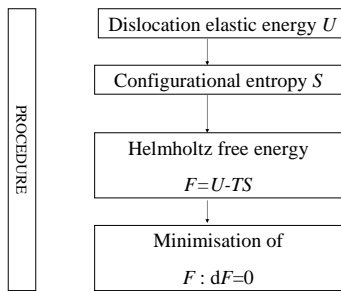 PROCEDURE
Dislocation elastic energy U
Configurational entropy S
Helmholtz free energy
F=U-TS
Minimisation of
F : dF=0